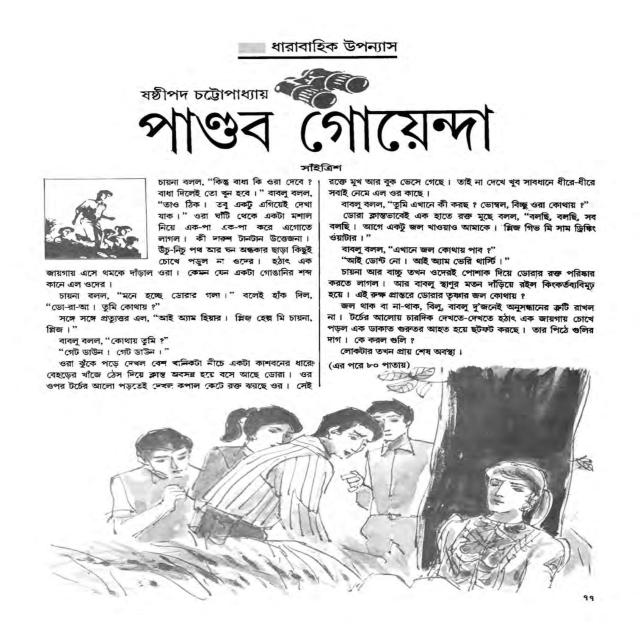 ধারাবাহিক উপন্যাস
ষষ্ঠীপদ চট্টোপাধ্যায়
পাণ্ডব গোয়েন্দা
সাঁইত্রিশ
চায়না বলল, “কিন্তু বাধা কি ওরা দেবে ?
বাধা দিলেই তো খুন হবে ।” বাবলু বলল,
“তাও ঠিক । তবু একটু এগিয়েই দেখা
যাক ।” ওরা ঘাঁটি থেকে একটা মশাল
নিয়ে এক-পা এক-পা করে এগোতে
লাগল । কী দারুণ টানটান উত্তেজনা ।
উঁচু-নিচু পথ আর ঘন অন্ধকার ছাড়া কিছুই
চোখে পড়ল না ওদের । হঠাৎ এক
জায়গায় এসে থমকে দাঁড়াল ওরা । কেমন যেন একটা গোঙানির শব্দ
কানে এল ওদের ।
চায়না বলল, “মনে হচ্ছে ডোরার গলা ।” বলেই হাঁক দিল,
“ডো-রা-আ ! তুমি কোথায় ?”
সঙ্গে সঙ্গে প্রত্যুত্তর এল, “আই অ্যাম হিয়ার । প্লিজ হেল্প মি চায়না,
প্লিজ ।”
বাবলু বলল, “কোথায় তুমি ?”
“গেট ডাউন । গেট ডাউন ।”
ওরা ঝুঁকে পড়ে দেখল বেশ খানিকটা নীচে একটা কাশবনের ধারে
বেহড়ের খাঁজে ঠেস দিয়ে ক্লান্ত অবসন্ন হয়ে বসে আছে ডোরা । ওর
ওপর টর্চের আলো পড়তেই দেখল কপাল কেটে রক্ত ঝরছে ওর । সেই
রক্তে মুখ আর বুক ভেসে গেছে । তাই না দেখে খুব সাবধানে ধীরে-ধীরে
সবাই নেমে এল ওর কাছে ।
বাবলু বলল, “তুমি এখানে কী করছ ? ভোম্বল, বিচ্ছু ওরা কোথায় ?”
ডোরা ক্লান্তভাবেই এক হাতে রক্ত মুছে বলল, “বলছি, বলছি, সব
বলছি । আগে একটু জল খাওয়াও আমাকে । প্লিজ গিভ মি সাম ড্রিঙ্কিং
ওয়াটার ।”
বাবলু বলল, “এখানে জল কোথায় পাব ?”
“আই ডোন্ট নো । আই অ্যাম ভেরি থার্স্টি ।”
চায়না আর বাচ্চু তখন ওদেরই পোশাক দিয়ে ডোরার রক্ত পরিষ্কার
করতে লাগল । আর বাবলু স্থাণুর মতন দাঁড়িয়ে রইল কিংকর্তব্যবিমূঢ়
হয়ে । এই রুক্ষ প্রান্তরে ডোরার তৃষ্ণার জল কোথায় ?
জল থাক বা না-থাক, বিলু, বাবলু দু’জনেই অনুসন্ধানের ত্রুটি রাখল
না । টর্চের আলোয় চারদিক দেখতে-দেখতে হঠাৎ এক জায়গায় চোখে
পড়ল এক ডাকাত গুরুতর আহত হয়ে ছটফট করছে । তার পিঠে গুলির
দাগ । কে করল গুলি ?
লোকটার তখন প্রায় শেষ অবস্থা ।
(এর পরে ৮০ পাতায়)
৭৭